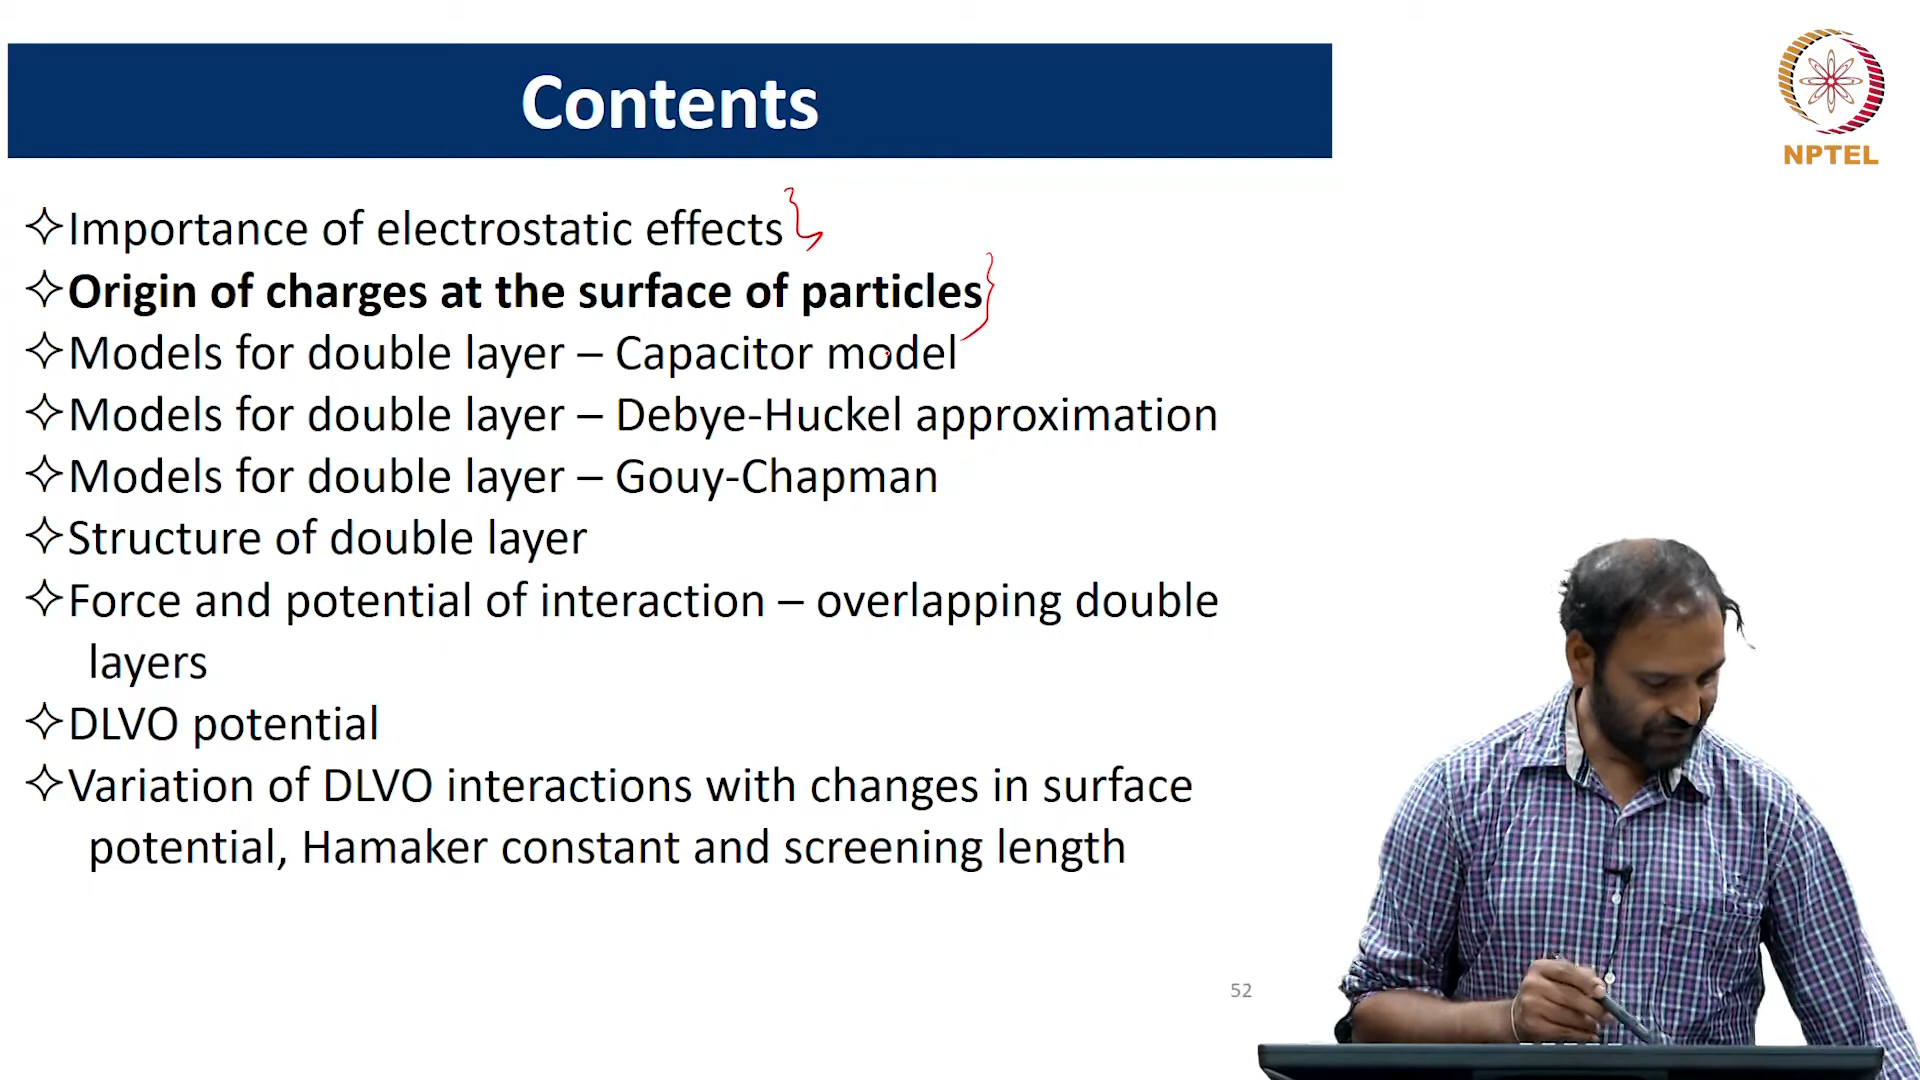 Contents
NPTEL
✧Importance of electrostatic effects
✧Origin of charges at the surface of particles
✧Models for double layer – Capacitor model
✧Models for double layer – Debye-Huckel approximation
✧Models for double layer – Gouy-Chapman
✧Structure of double layer
✧Force and potential of interaction – overlapping double
layers
✧DLVO potential
✧Variation of DLVO interactions with changes in surface
potential, Hamaker constant and screening length
52